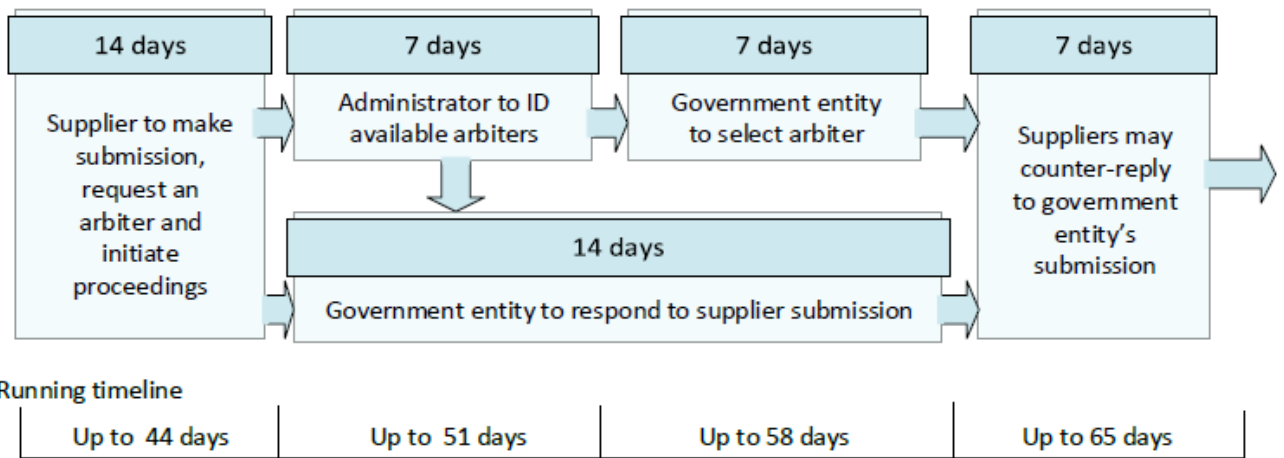 14 days
Supplier to make
submission,
request an
arbiter and
initiate
proceedings
7 days
Administrator to ID
available arbiters
7 days
Government entity
to select arbiter
14 days
Government entity to respond to supplier submission
7 days
Suppliers may
counter-reply
to government
entity's
submission
Running timeline
Up to 44 days
Up to 51 days
Up to 58 days
Up to 65 days